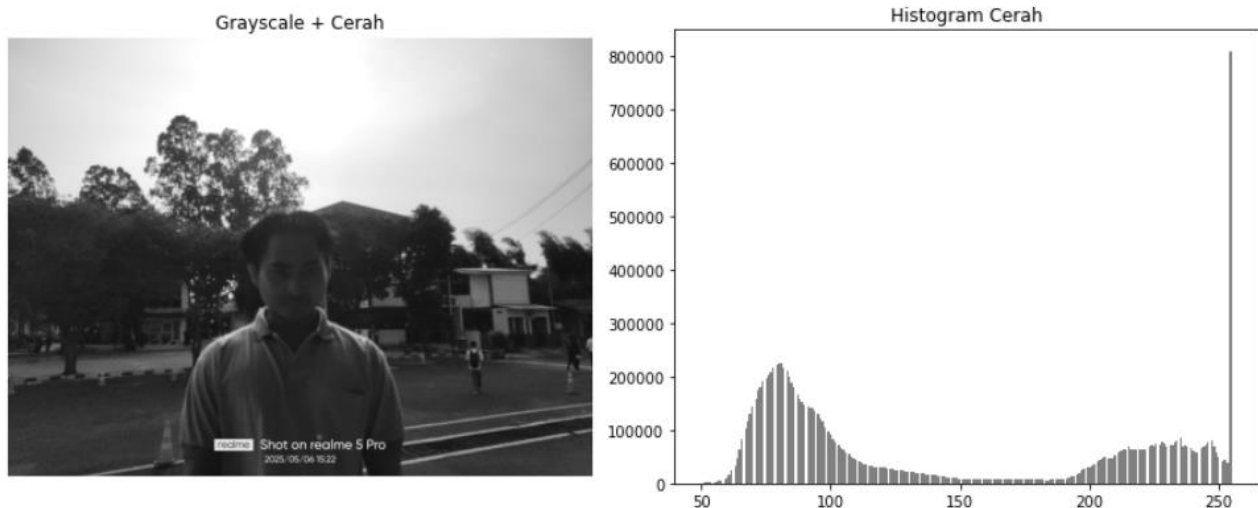 Grayscale + Cerah
realme Shot on realme 5 Pro
2025/05/06 15:22
Histogram Cerah
800000
700000
600000
500000
400000
300000
200000
100000
0
50 100 150 200 250